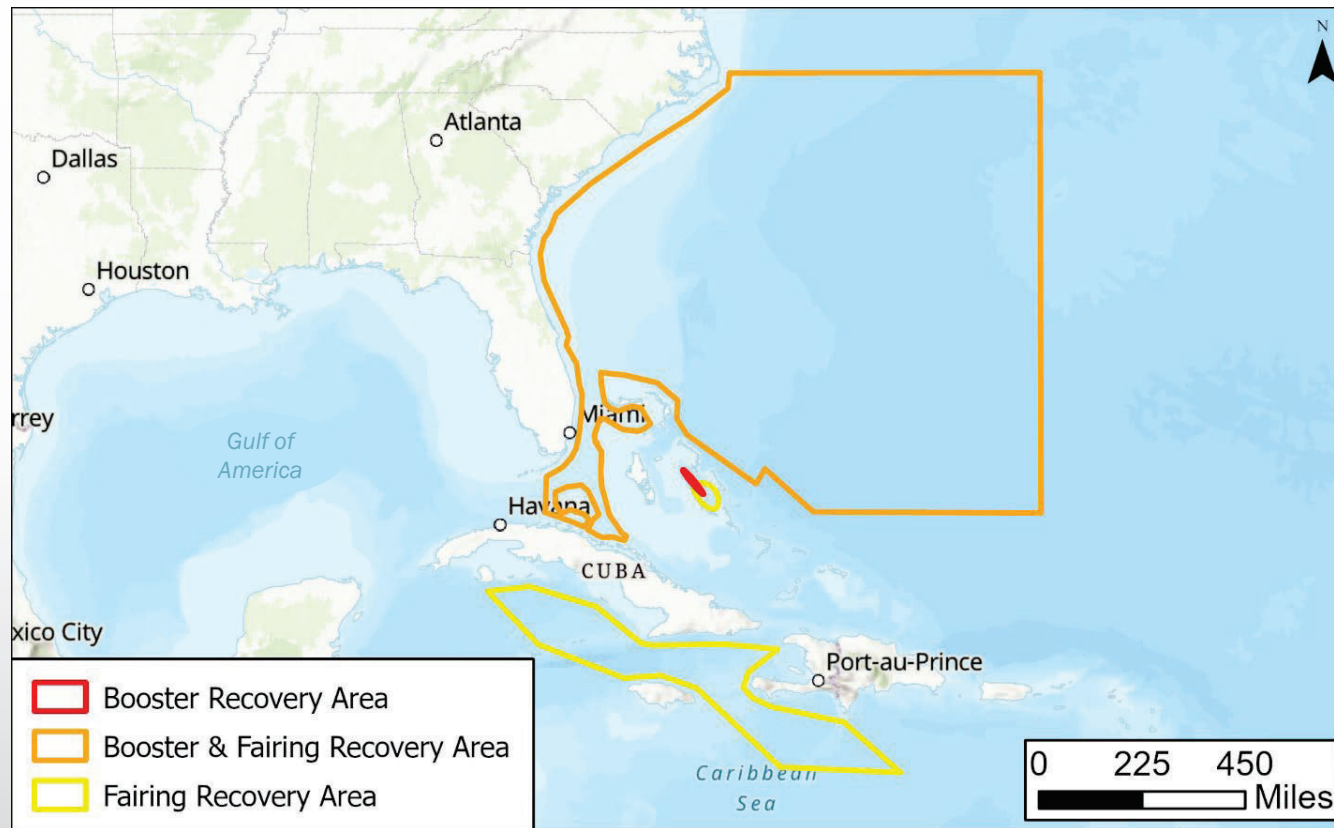 N
Atlanta
Dallas
Houston
rrey
Gulf of
America
Miami
Havana
CUBA
xico City
Port-au-Prince
Caribbean
Sea
Booster Recovery Area
Booster & Fairing Recovery Area
Fairing Recovery Area
0 225 450
Miles